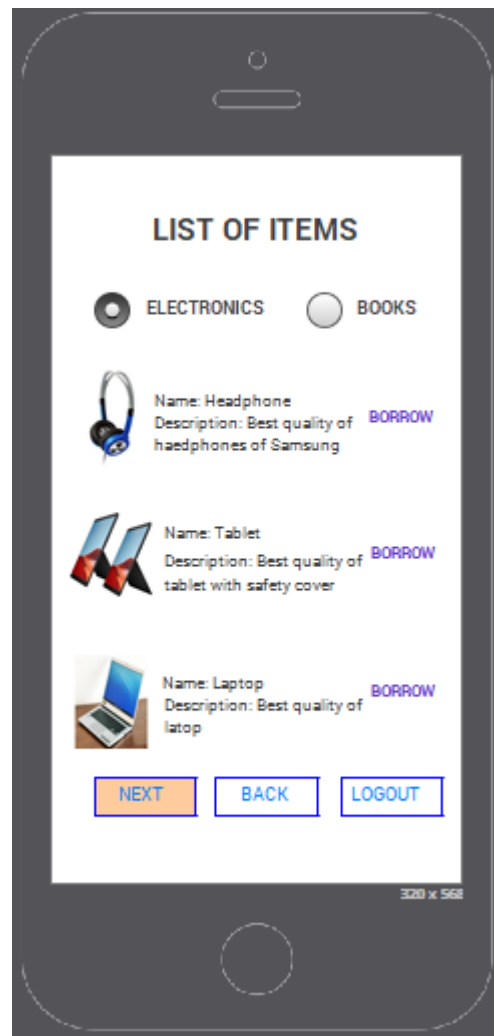 LIST OF ITEMS
ELECTRONICS
BOOKS
Name: Headphone
Description: Best quality of
haedphones of Samsung
BORROW
Name: Tablet
Description: Best quality of
tablet with safety cover
BORROW
Name: Laptop
Description: Best quality of
latop
BORROW
NEXT
BACK
LOGOUT
320 x 568